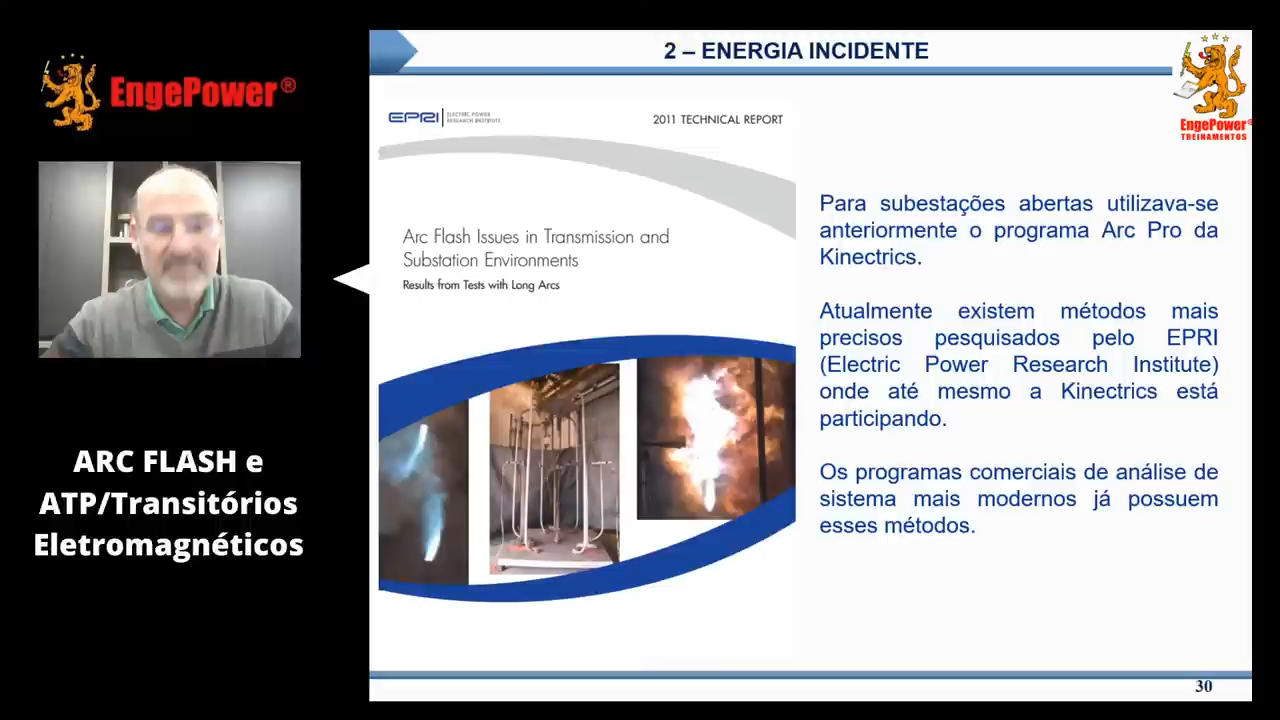 EngePower®
ARC FLASH e
ATP/Transitórios
Eletromagnéticos
2 – ENERGIA INCIDENTE
EngePower
TREINAMENTOS
EPRI
ELECTRIC POWER
RESEARCH INSTITUTE
2011 TECHNICAL REPORT
Arc Flash Issues in Transmission and
Substation Environments
Results from Tests with Long Arcs
Para subestações abertas utilizava-se
anteriormente o programa Arc Pro da
Kinectrics.
Atualmente existem métodos mais
precisos pesquisados pelo EPRI
(Electric Power Research Institute)
onde até mesmo a Kinectrics está
participando.
Os programas comerciais de análise de
sistema mais modernos já possuem
esses métodos.
30